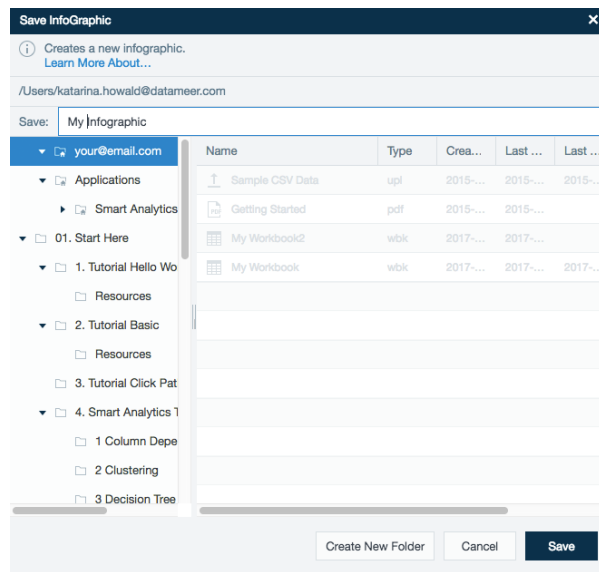 Save InfoGraphic
Creates a new infographic.
Learn More About...
/Users/katarina.howald@datameer.com
Save: My Infographic
your@email.com
Applications
Smart Analytics
01. Start Here
1. Tutorial Hello Wo
Resources
2. Tutorial Basic
Resources
3. Tutorial Click Pat
4. Smart Analytics T
1 Column Depe
2 Clustering
3 Decision Tree
Name Type Crea... Last ... Last ...
Sample CSV Data upl 2015-... 2015-... 2015-...
Getting Started pdf 2015-... 2015-...
My Workbook2 wbk 2017-... 2017-...
My Workbook wbk 2017-... 2017-... 2017-...
Create New Folder Cancel Save